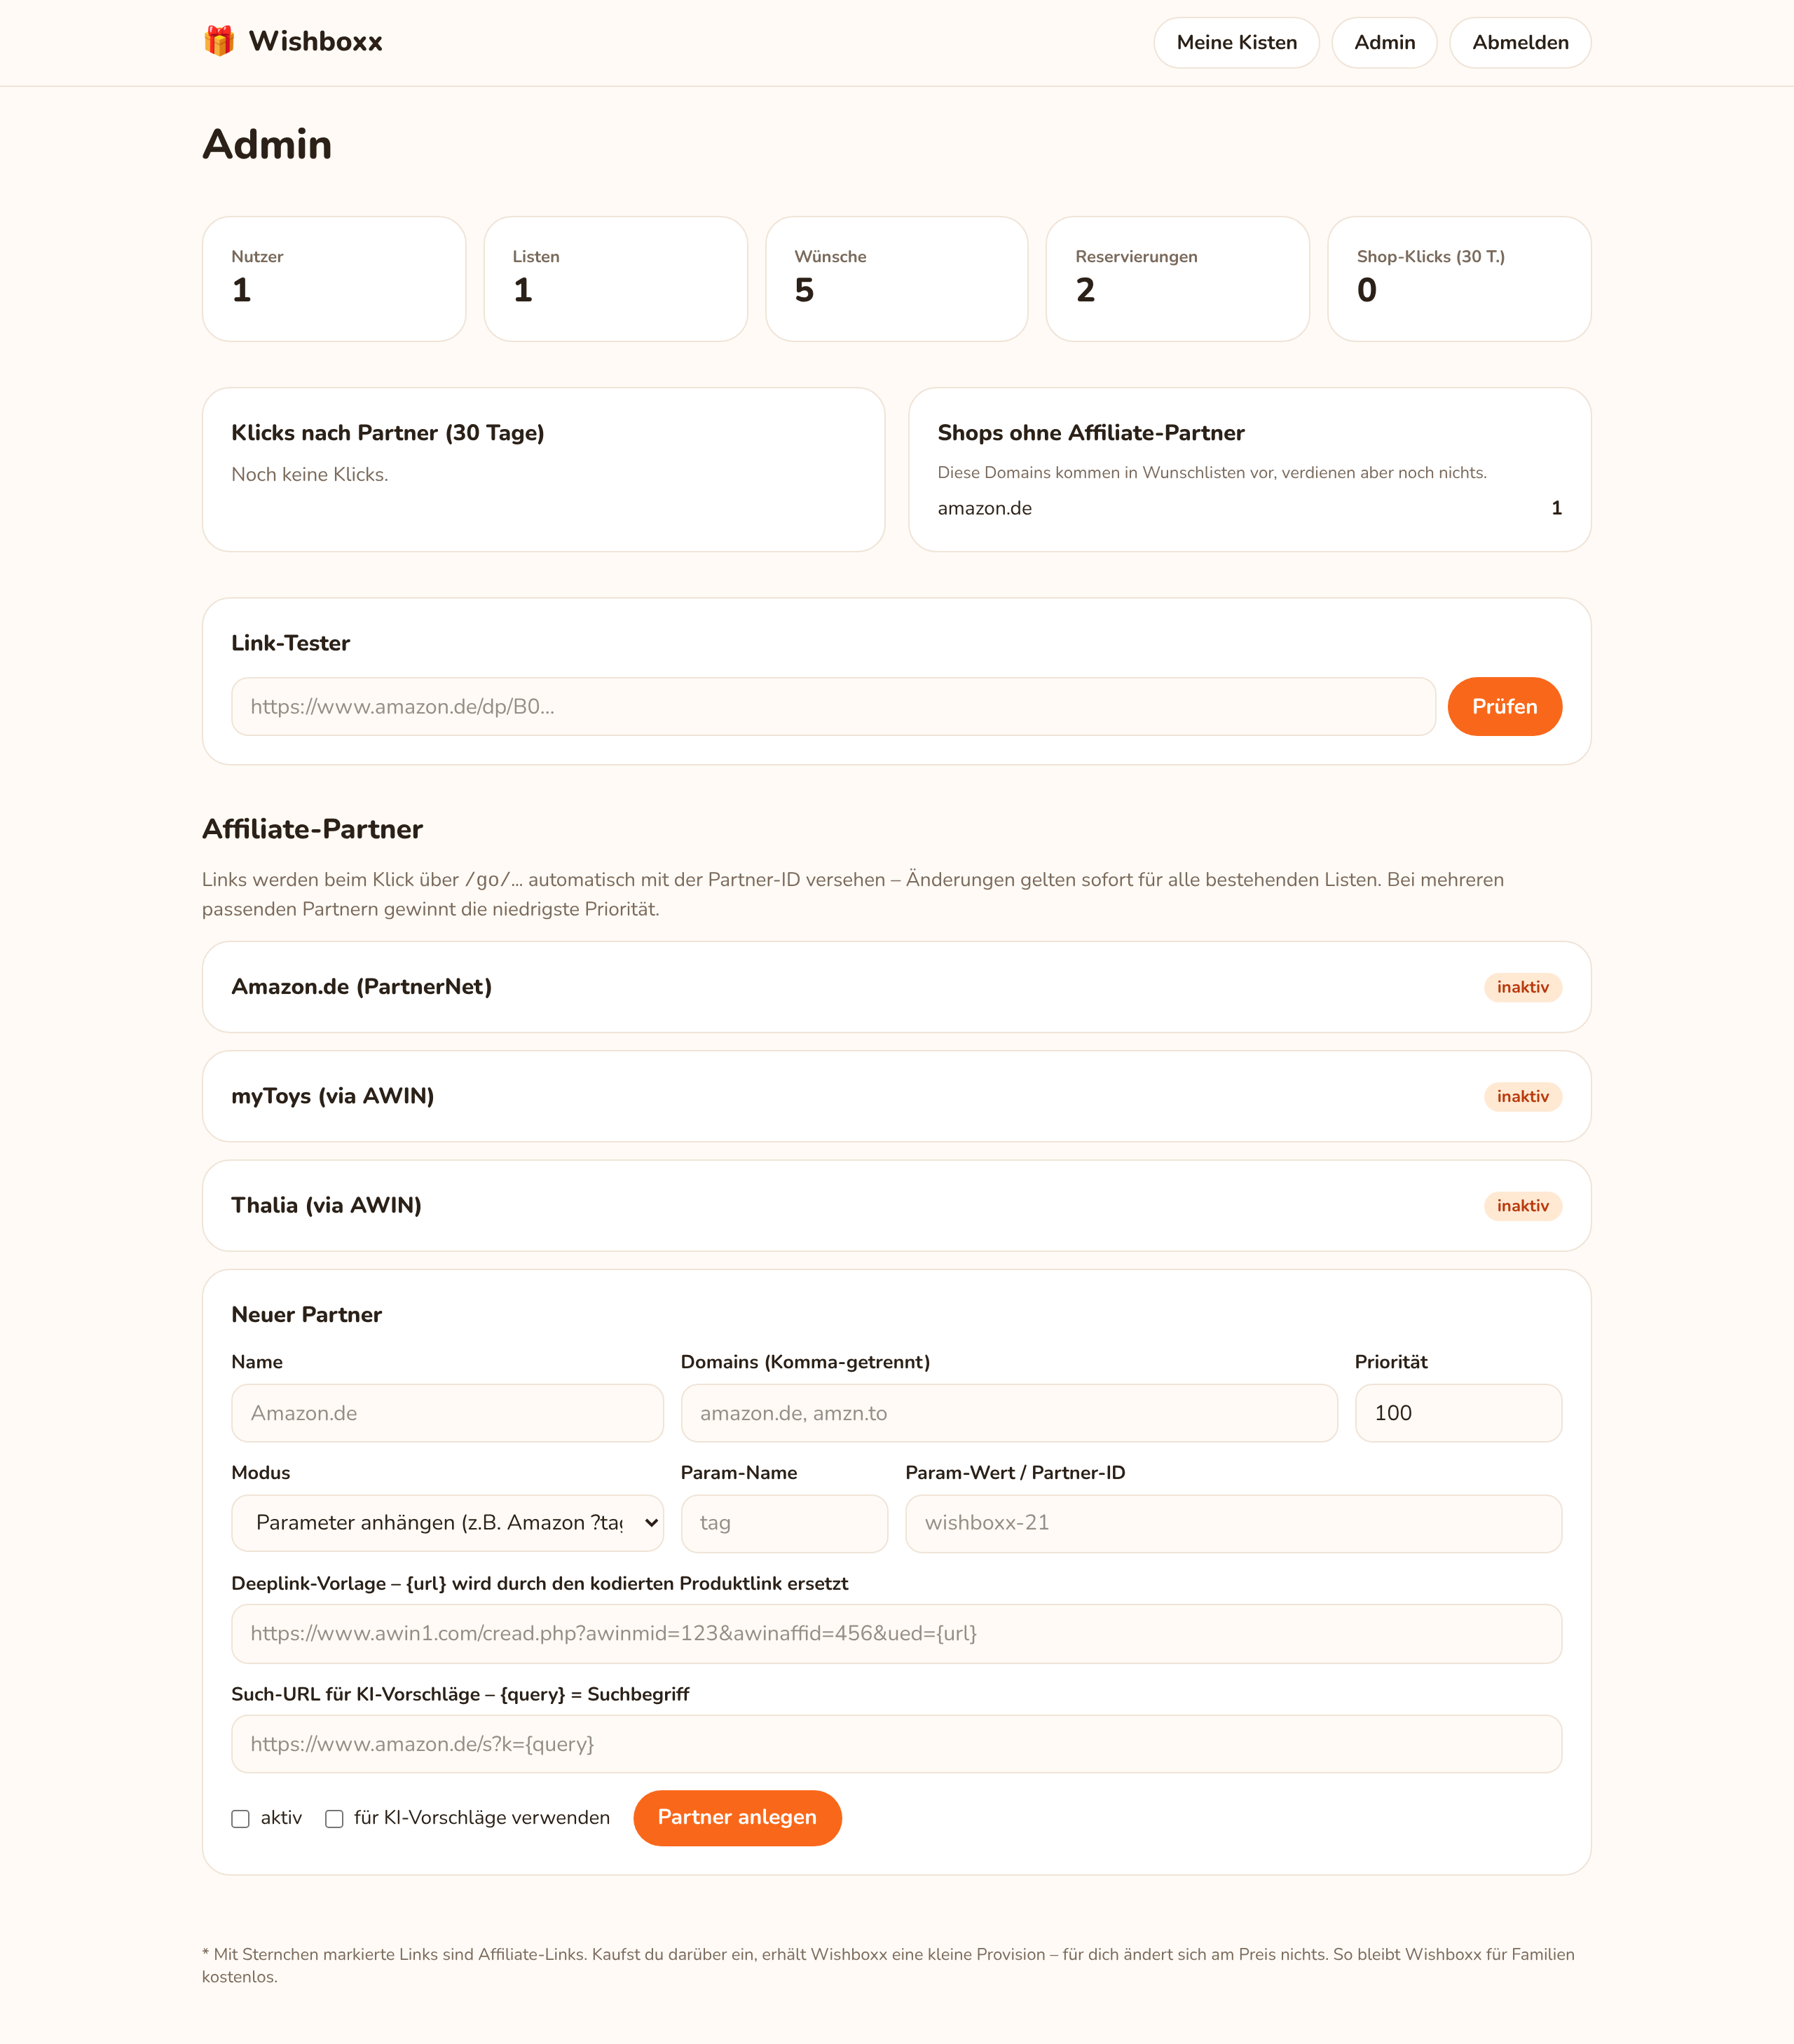 🎁 Wishboxx
Meine Kisten
Admin
Abmelden
Admin
Nutzer
1
Listen
1
Wünsche
5
Reservierungen
2
Shop-Klicks (30 T.)
0
Klicks nach Partner (30 Tage)
Noch keine Klicks.
Shops ohne Affiliate-Partner
Diese Domains kommen in Wunschlisten vor, verdienen aber noch nichts.
amazon.de 1
Link-Tester
https://www.amazon.de/dp/B0...
Prüfen
Affiliate-Partner
Links werden beim Klick über /go/… automatisch mit der Partner-ID versehen – Änderungen gelten sofort für alle bestehenden Listen. Bei mehreren
passenden Partnern gewinnt die niedrigste Priorität.
Amazon.de (PartnerNet) inaktiv
myToys (via AWIN) inaktiv
Thalia (via AWIN) inaktiv
Neuer Partner
Name
Amazon.de
Domains (Komma-getrennt)
amazon.de, amzn.to
Priorität
100
Modus
Parameter anhängen (z.B. Amazon ?tag
Param-Name
tag
Param-Wert / Partner-ID
wishboxx-21
Deeplink-Vorlage – {url} wird durch den kodierten Produktlink ersetzt
https://www.awin1.com/cread.php?awinmid=123&awinaffid=456&ued={url}
Such-URL für KI-Vorschläge – {query} = Suchbegriff
https://www.amazon.de/s?k={query}
aktiv
für KI-Vorschläge verwenden
Partner anlegen
* Mit Sternchen markierte Links sind Affiliate-Links. Kaufst du darüber ein, erhält Wishboxx eine kleine Provision – für dich ändert sich am Preis nichts. So bleibt Wishboxx für Familien
kostenlos.